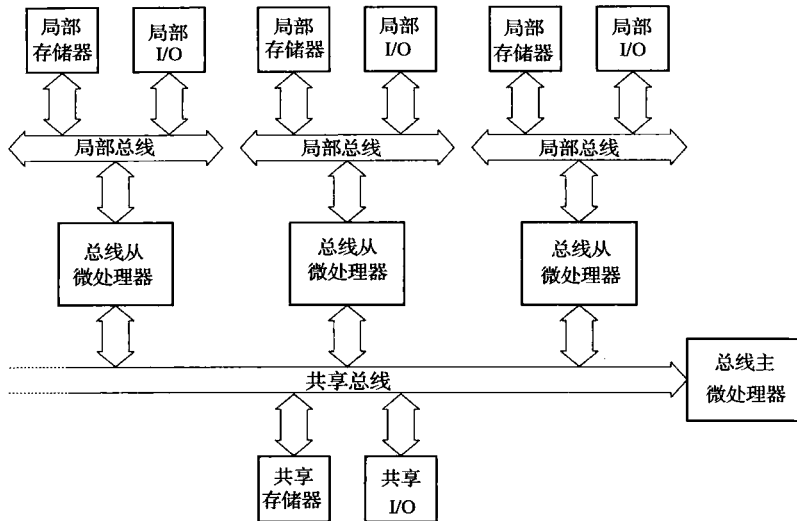 局部
存储器
局部
I/O
局部
存储器
局部
I/O
局部
存储器
局部
I/O
局部总线
局部总线
局部总线
总线从
微处理器
总线从
微处理器
总线从
微处理器
共享总线
总线主
微处理器
共享
存储器
共享
I/O